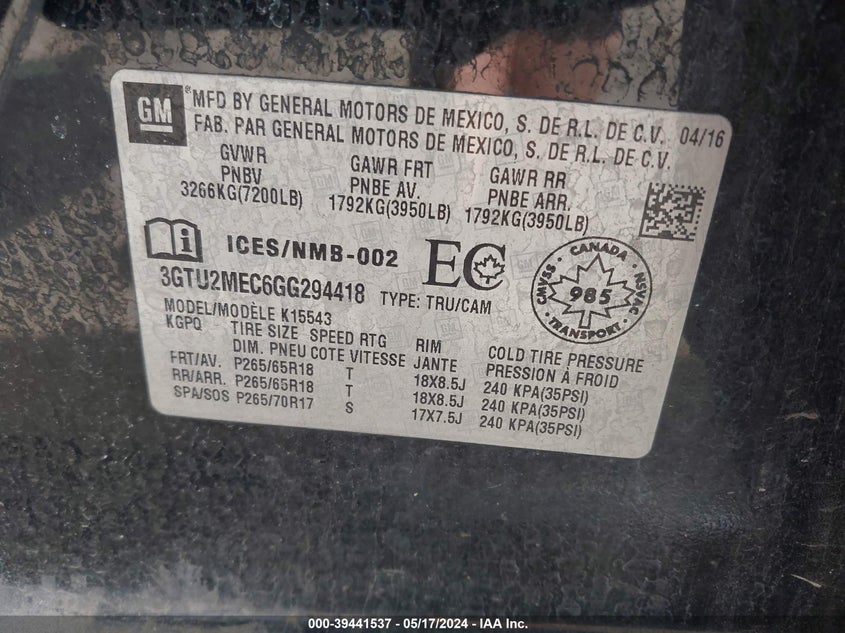 GM ® MFD BY GENERAL MOTORS DE MEXICO, S. DE R.L. DE C.V. 04/16
FAB. PAR GENERAL MOTORS DE MEXICO, S. DE R.L. DE C.V.
GVWR GAWR FRT GAWR RR
PNBV PNBE AV. PNBE ARR.
3266KG(7200LB) 1792KG(3950LB) 1792KG(3950LB)
i ICES/NMB-002 EC
3GTU2MEC6GG294418 TYPE: TRU/CAM
CANADA
CMVSS 985 NSVAC
TRANSPORT
MODEL/MODÈLE K15543
KGPQ TIRE SIZE SPEED RTG RIM COLD TIRE PRESSURE
DIM. PNEU COTE VITESSE JANTE PRESSION À FROID
FRT/AV. P265/65R18 T 18X8.5J 240 KPA(35PSI)
RR/ARR. P265/65R18 T 18X8.5J 240 KPA(35PSI)
SPA/SOS P265/70R17 S 17X7.5J 240 KPA(35PSI)
000-39441537 - 05/17/2024 - IAA Inc.